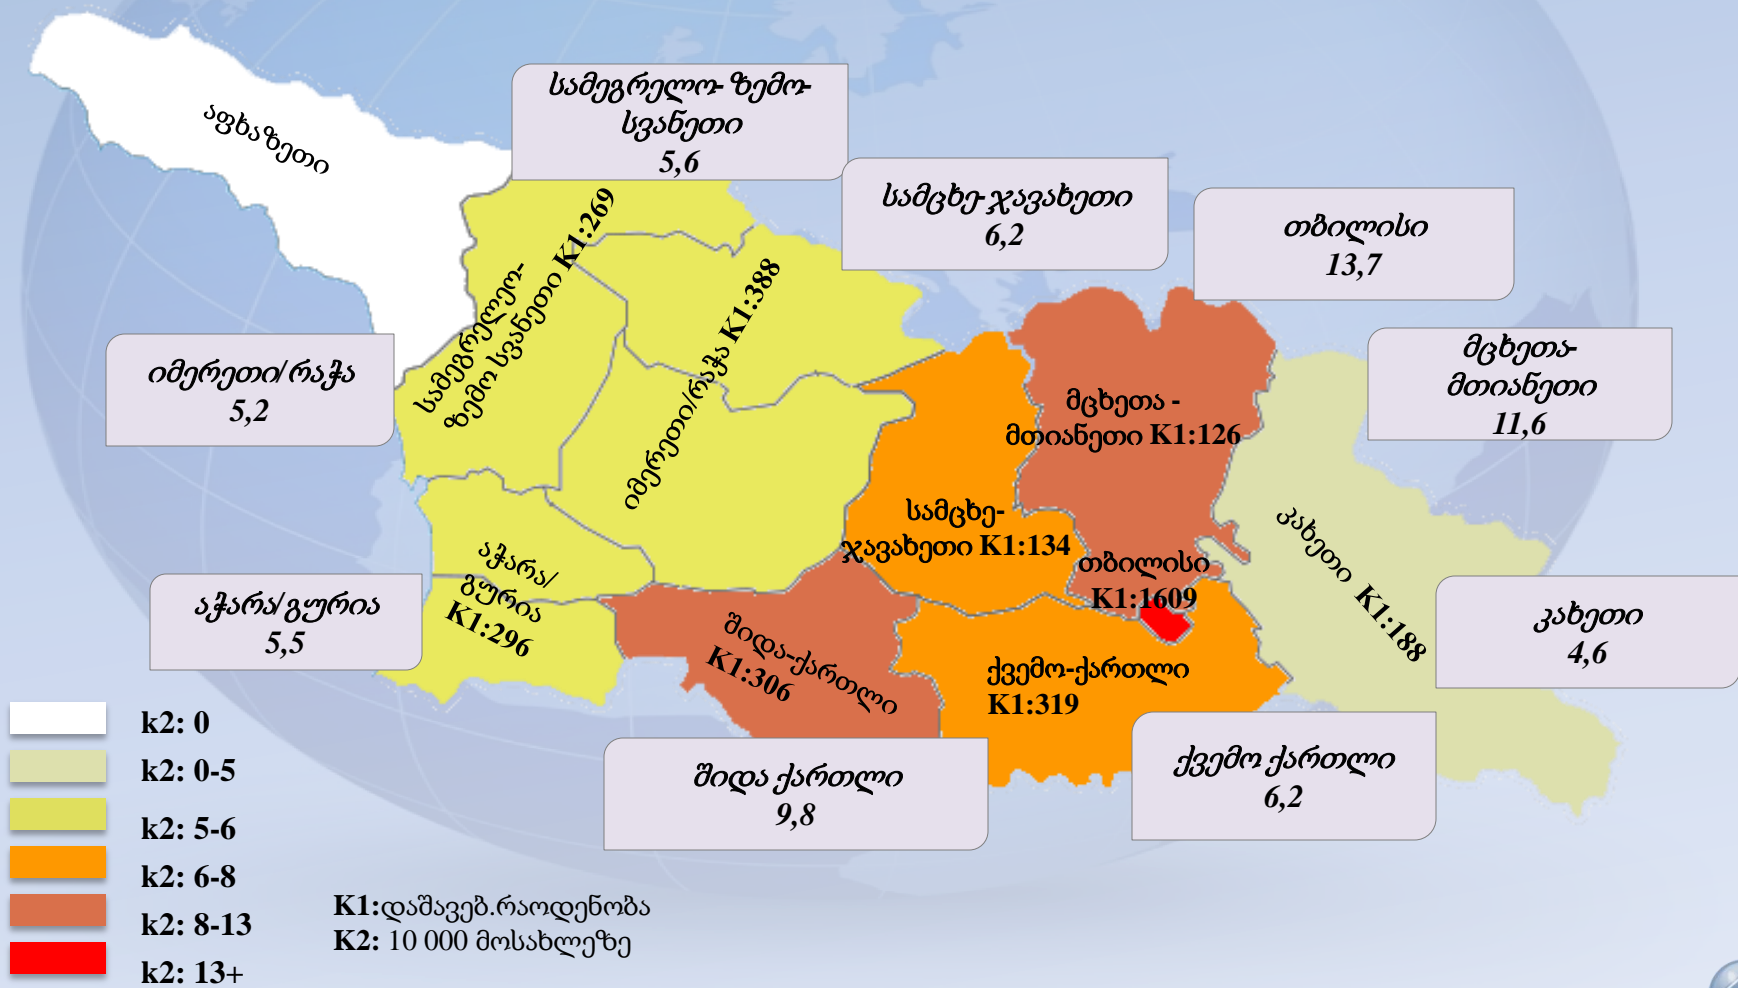 აფხაზეთი
სამეგრელო- ზემო-
სვანეთი
5,6
სამცხე-ჯავახეთი
6,2
თბილისი
13,7
მცხეთა-
მთიანეთი
11,6
იმერეთი/რაჭა
5,2
სამეგრელეო-
ზემო სვანეთი K1:269
იმერეთი/რაჭა K1:388
მცხეთა -
მთიანეთი K1:126
სამცხე-
ჯავახეთი K1:134
თბილისი
K1:1609
კახეთი K1:188
აჭარა/
გურია
K1:296
აჭარა/გურია
5,5
შიდა-ქართლი
K1:306
ქვემო-ქართლი
K1:319
კახეთი
4,6
შიდა ქართლი
9,8
ქვემო ქართლი
6,2
k2: 0
k2: 0-5
k2: 5-6
k2: 6-8
k2: 8-13
k2: 13+
K1:დაშავებ.რაოდენობა
K2: 10 000 მოსახლეზე